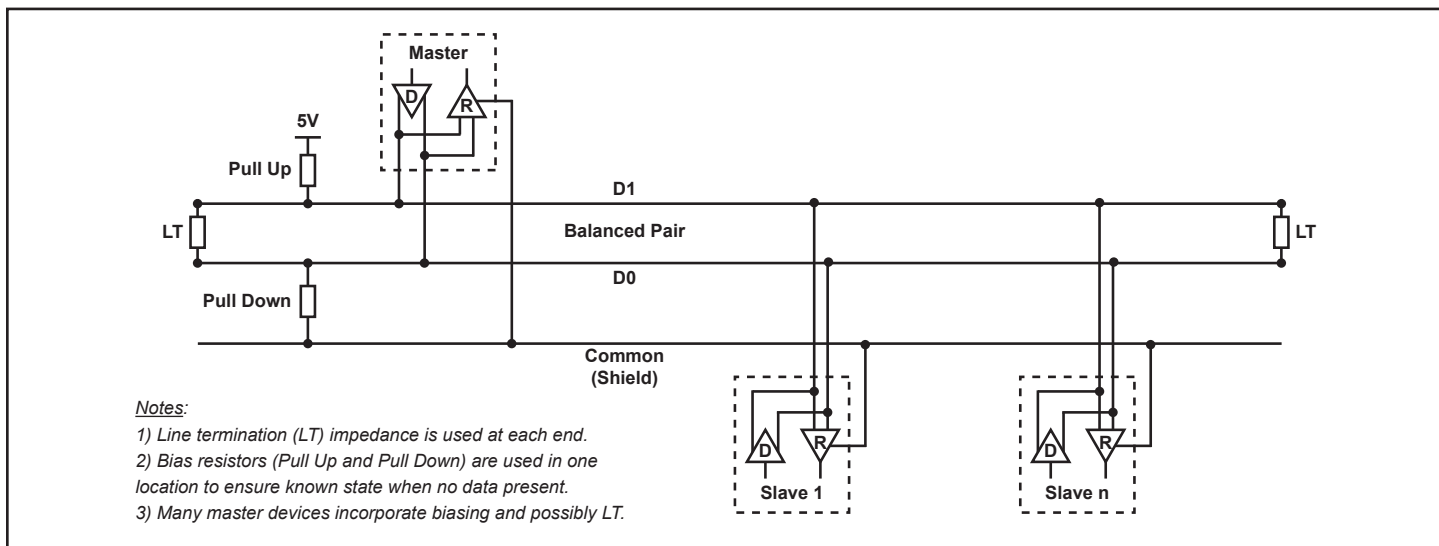 Master
D
R
5V
Pull Up
D1
LT
Balanced Pair
LT
D0
Pull Down
Common
(Shield)
Notes:
1) Line termination (LT) impedance is used at each end.
2) Bias resistors (Pull Up and Pull Down) are used in one
location to ensure known state when no data present.
3) Many master devices incorporate biasing and possibly LT.
D
R
Slave 1
D
R
Slave n